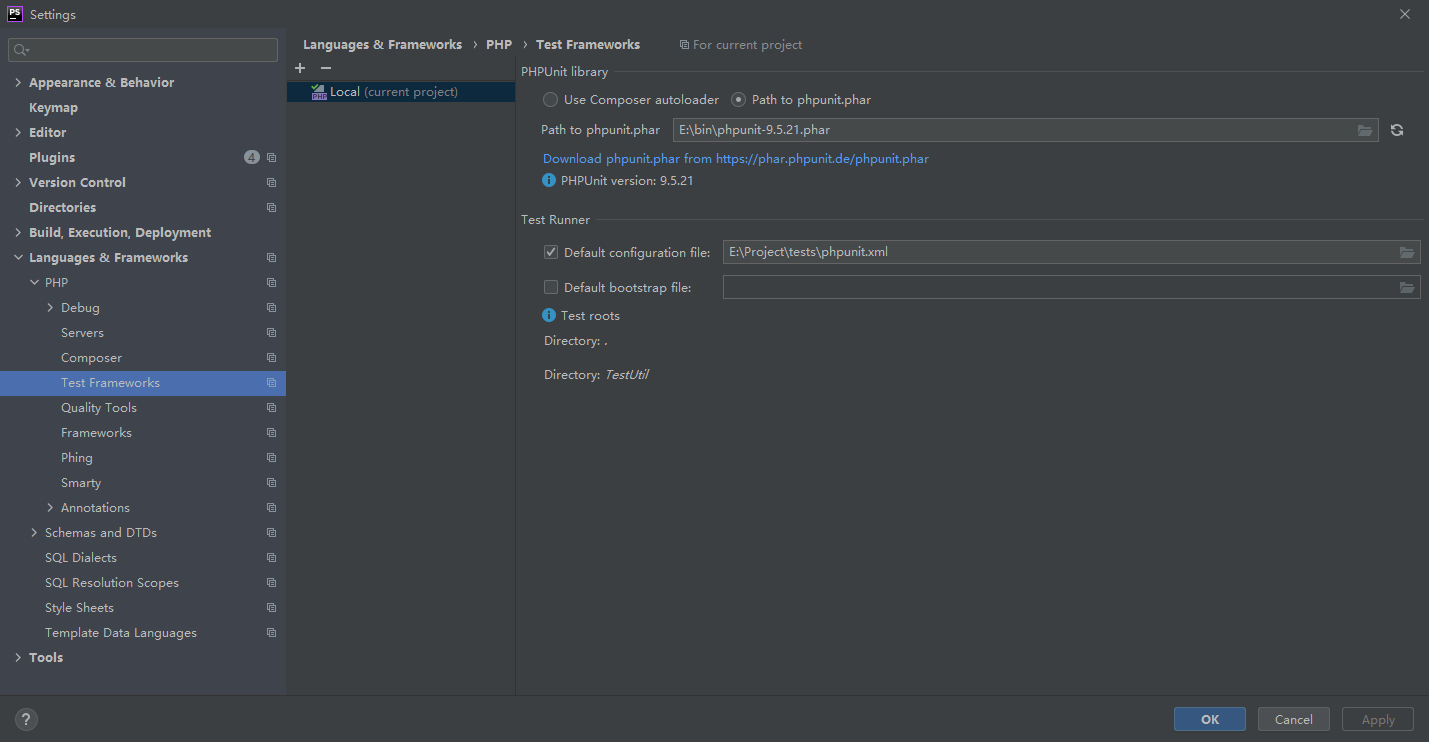 PS Settings
Appearance & Behavior
Keymap
Editor
Plugins 4
Version Control
Directories
Build, Execution, Deployment
Languages & Frameworks
PHP
Debug
Servers
Composer
Test Frameworks
Quality Tools
Frameworks
Phing
Smarty
Annotations
Schemas and DTDs
SQL Dialects
SQL Resolution Scopes
Style Sheets
Template Data Languages
Tools
Languages & Frameworks › PHP › Test Frameworks For current project
PHP Local (current project)
PHPUnit library
Use Composer autoloader Path to phpunit.phar
Path to phpunit.phar E:\bin\phpunit-9.5.21.phar
Download phpunit.phar from https://phar.phpunit.de/phpunit.phar
PHPUnit version: 9.5.21
Test Runner
Default configuration file: E:\Project\tests\phpunit.xml
Default bootstrap file:
Test roots
Directory: .
Directory: TestUtil
? OK Cancel Apply